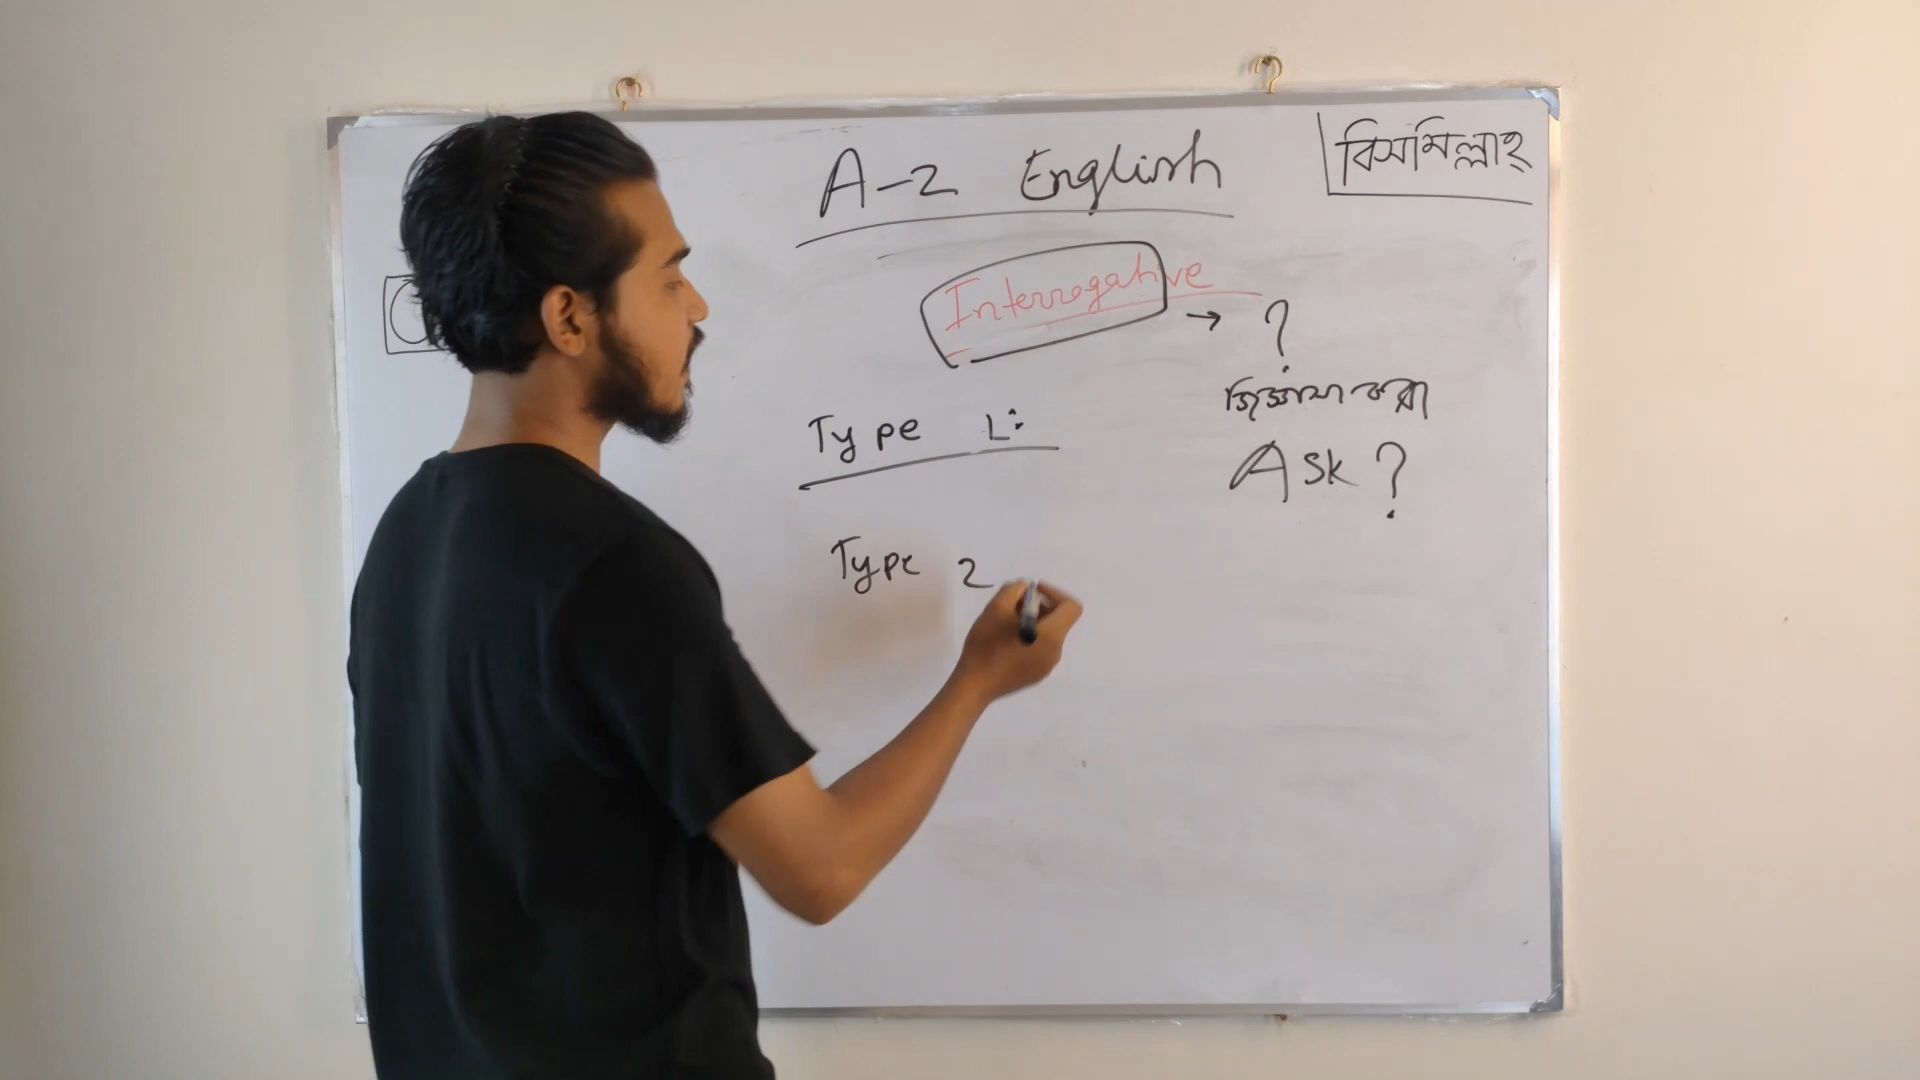 A-Z English
বিসমিল্লাহ্
Interrogative
→ ?
জিজ্ঞাসা করা
Ask ?
Type 1:
Type 2